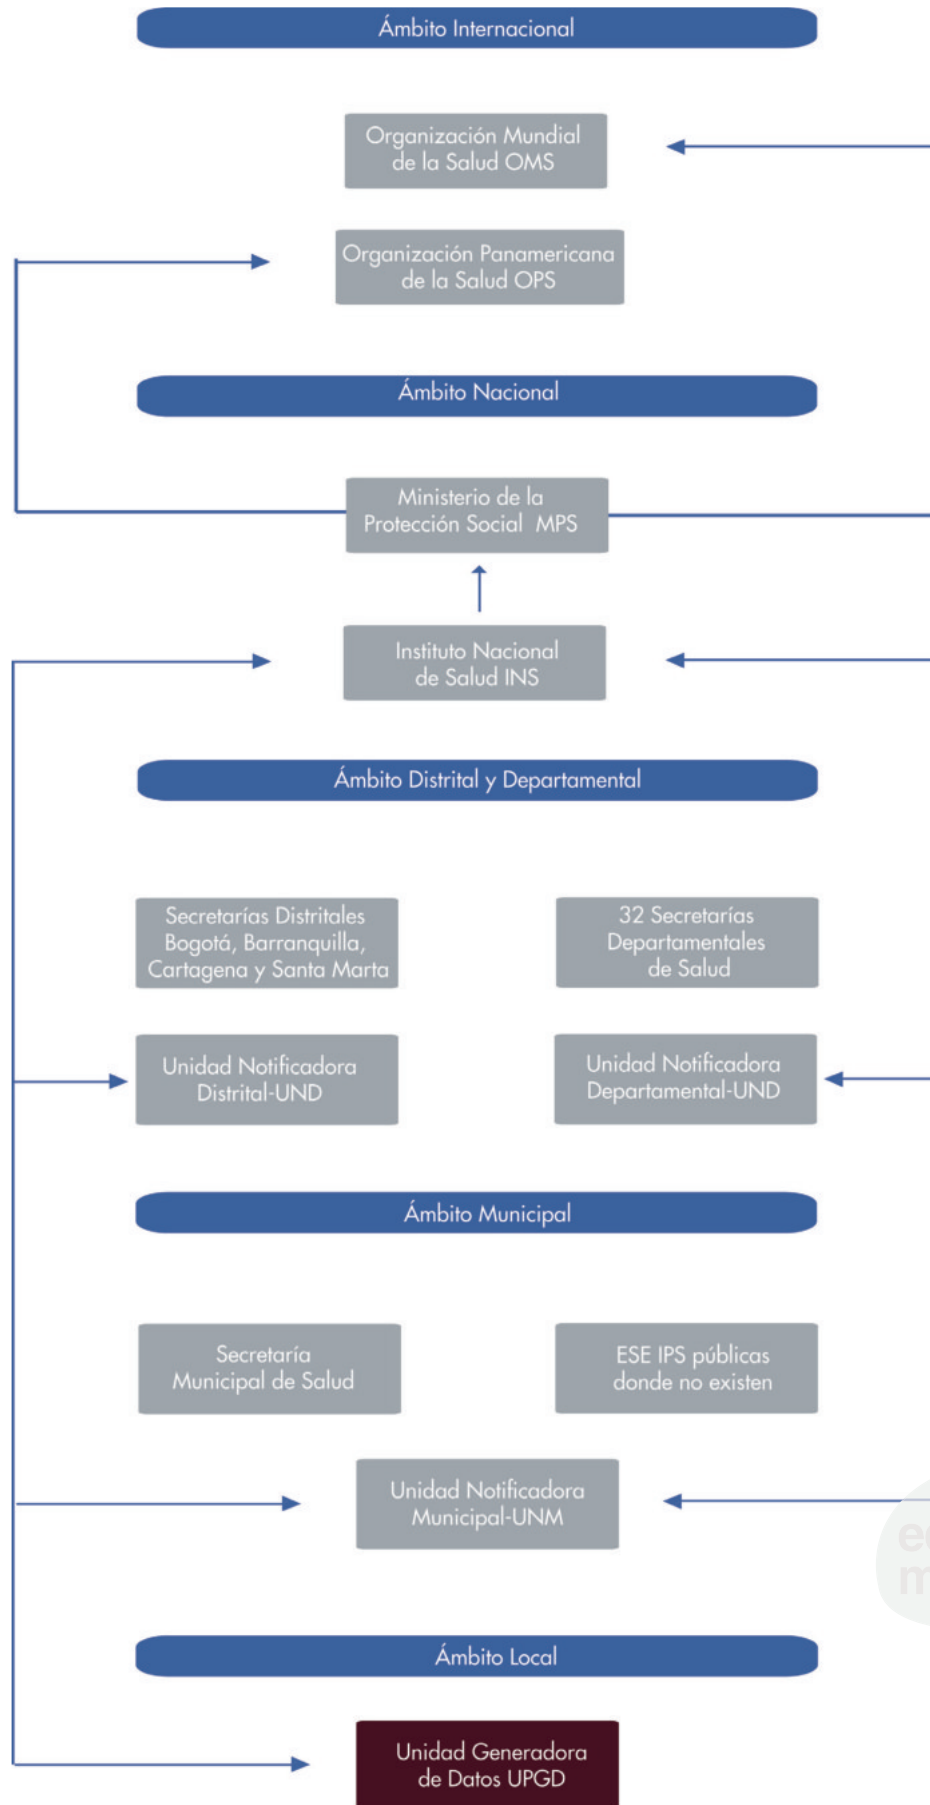 Ámbito Internacional
Organización Mundial
de la Salud OMS
Organización Panamericana
de la Salud OPS
Ámbito Nacional
Ministerio de la
Protección Social MPS
Instituto Nacional
de Salud INS
Ámbito Distrital y Departamental
Secretarías Distritales
Bogotá, Barranquilla,
Cartagena y Santa Marta
32 Secretarías
Departamentales
de Salud
Unidad Notificadora
Distrital-UND
Unidad Notificadora
Departamental-UND
Ámbito Municipal
Secretaría
Municipal de Salud
ESE IPS públicas
donde no existen
Unidad Notificadora
Municipal-UNM
Ámbito Local
Unidad Generadora
de Datos UPGD